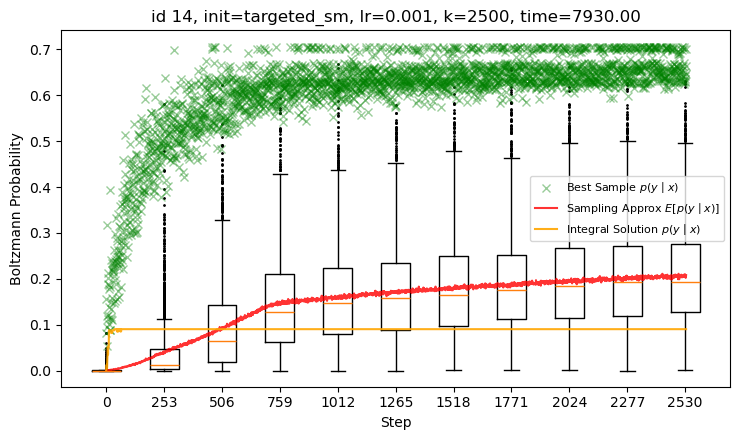 id 14, init=targeted_sm, lr=0.001, k=2500, time=7930.00
Boltzmann Probability
0.7
0.6
0.5
0.4
0.3
0.2
0.1
0.0
Best Sample p(y | x)
Sampling Approx E[p(y | x)]
Integral Solution p(y | x)
0 253 506 759 1012 1265 1518 1771 2024 2277 2530
Step